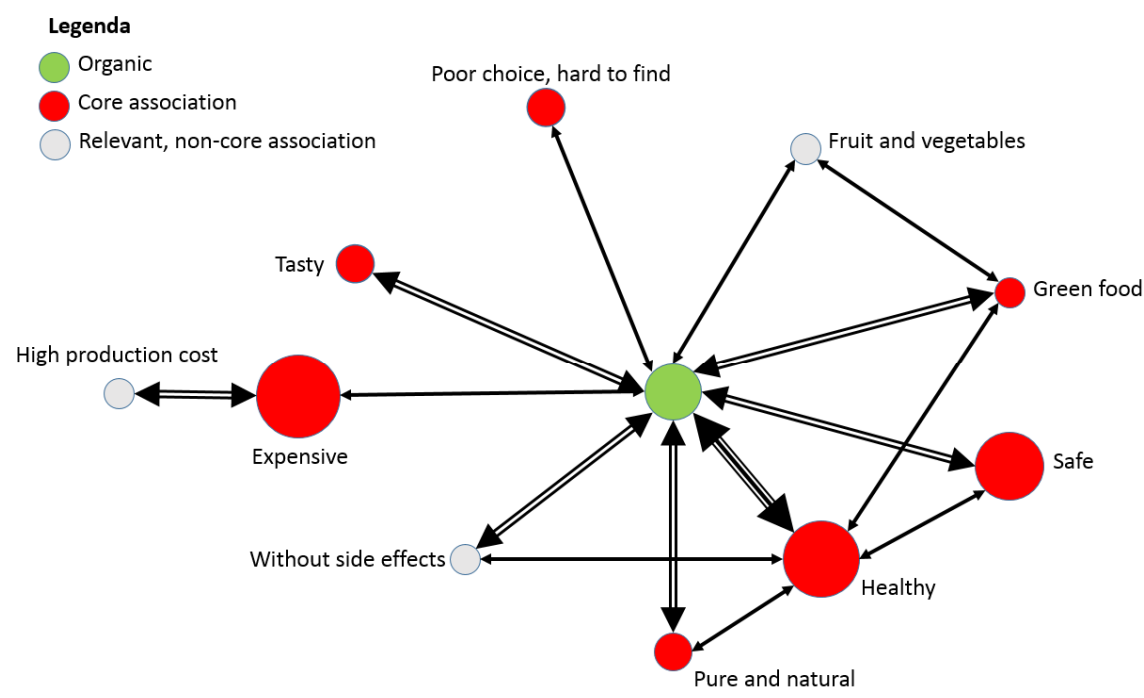 Legenda
Organic
Core association
Relevant, non-core association
Poor choice, hard to find
Fruit and vegetables
Tasty
Green food
High production cost
Expensive
Safe
Without side effects
Healthy
Pure and natural